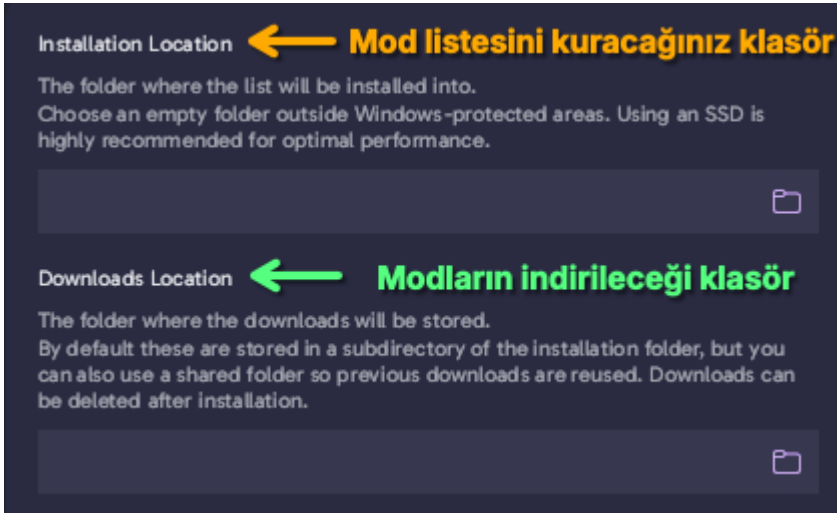 Installation Location
Mod listesini kuracağınız klasör
The folder where the list will be installed into.
Choose an empty folder outside Windows-protected areas. Using an SSD is
highly recommended for optimal performance.
Downloads Location
Modların indirileceği klasör
The folder where the downloads will be stored.
By default these are stored in a subdirectory of the installation folder, but you
can also use a shared folder so previous downloads are reused. Downloads can
be deleted after installation.